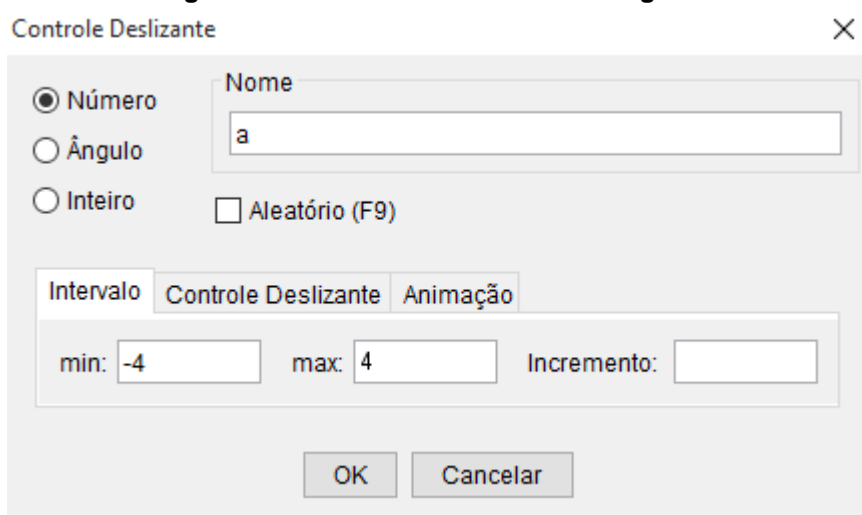 Controle Deslizante
Número
Nome
a
Ângulo
Inteiro
Aleatório (F9)
Intervalo Controle Deslizante Animação
min: -4 max: 4 Incremento:
OK Cancelar